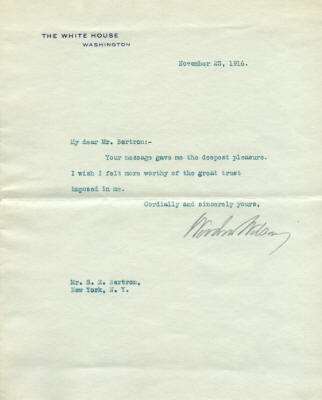 THE WHITE HOUSE
WASHINGTON
November 23, 1916.
My dear Mr. Bertron:-
Your message gave me the deepest pleasure.
I wish I felt more worthy of the great trust
imposed in me.
Cordially and sincerely yours,
Woodrow Wilson
Mr. S. R. Bertron,
New York, N. Y.